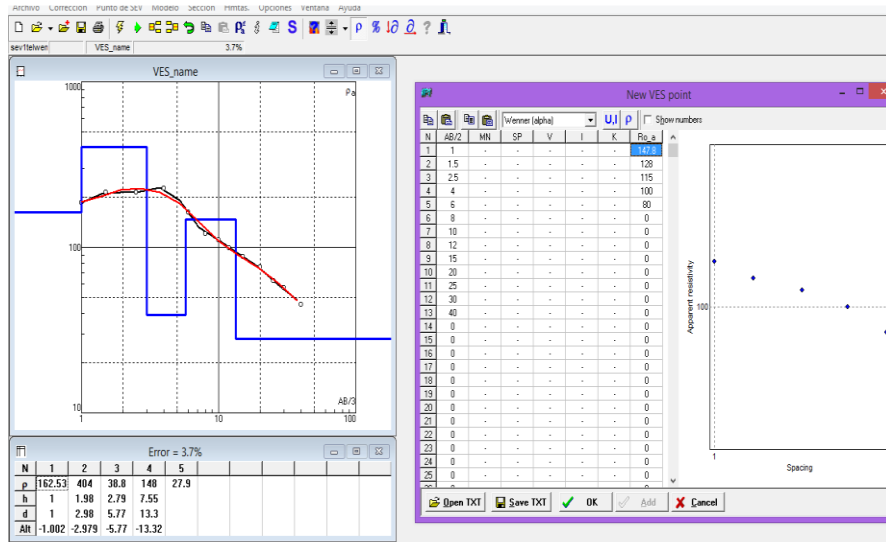 Archivo Corrección Punto de SEV Modelo Sección Hmtas. Opciones Ventana Ayuda
S ρ %
sev1telwen VES_name 3.7%
VES_name
1000
ρa
100
10
1 10 100
AB/3
Error = 3.7%
N 1 2 3 4 5
ρ 162.53 404 38.8 148 27.9
h 1 1.98 2.79 7.55
d 1 2.98 5.77 13.3
Alt -1.002 -2.979 -5.77 -13.32
New VES point
Wenner (alpha) U,I ρ Show numbers
N AB/2 MN SP V I K Ro_a
1 1 - - - - - 147.8
2 1.5 - - - - - 128
3 2.5 - - - - - 115
4 4 - - - - - 100
5 6 - - - - - 80
6 8 - - - - - 0
7 10 - - - - - 0
8 12 - - - - - 0
9 15 - - - - - 0
10 20 - - - - - 0
11 25 - - - - - 0
12 30 - - - - - 0
13 40 - - - - - 0
14 0 - - - - - 0
15 0 - - - - - 0
16 0 - - - - - 0
17 0 - - - - - 0
18 0 - - - - - 0
19 0 - - - - - 0
20 0 - - - - - 0
21 0 - - - - - 0
22 0 - - - - - 0
23 0 - - - - - 0
24 0 - - - - - 0
25 0 - - - - - 0
Apparent resistivity
100
1
Spacing
Open TXT Save TXT OK Add Cancel